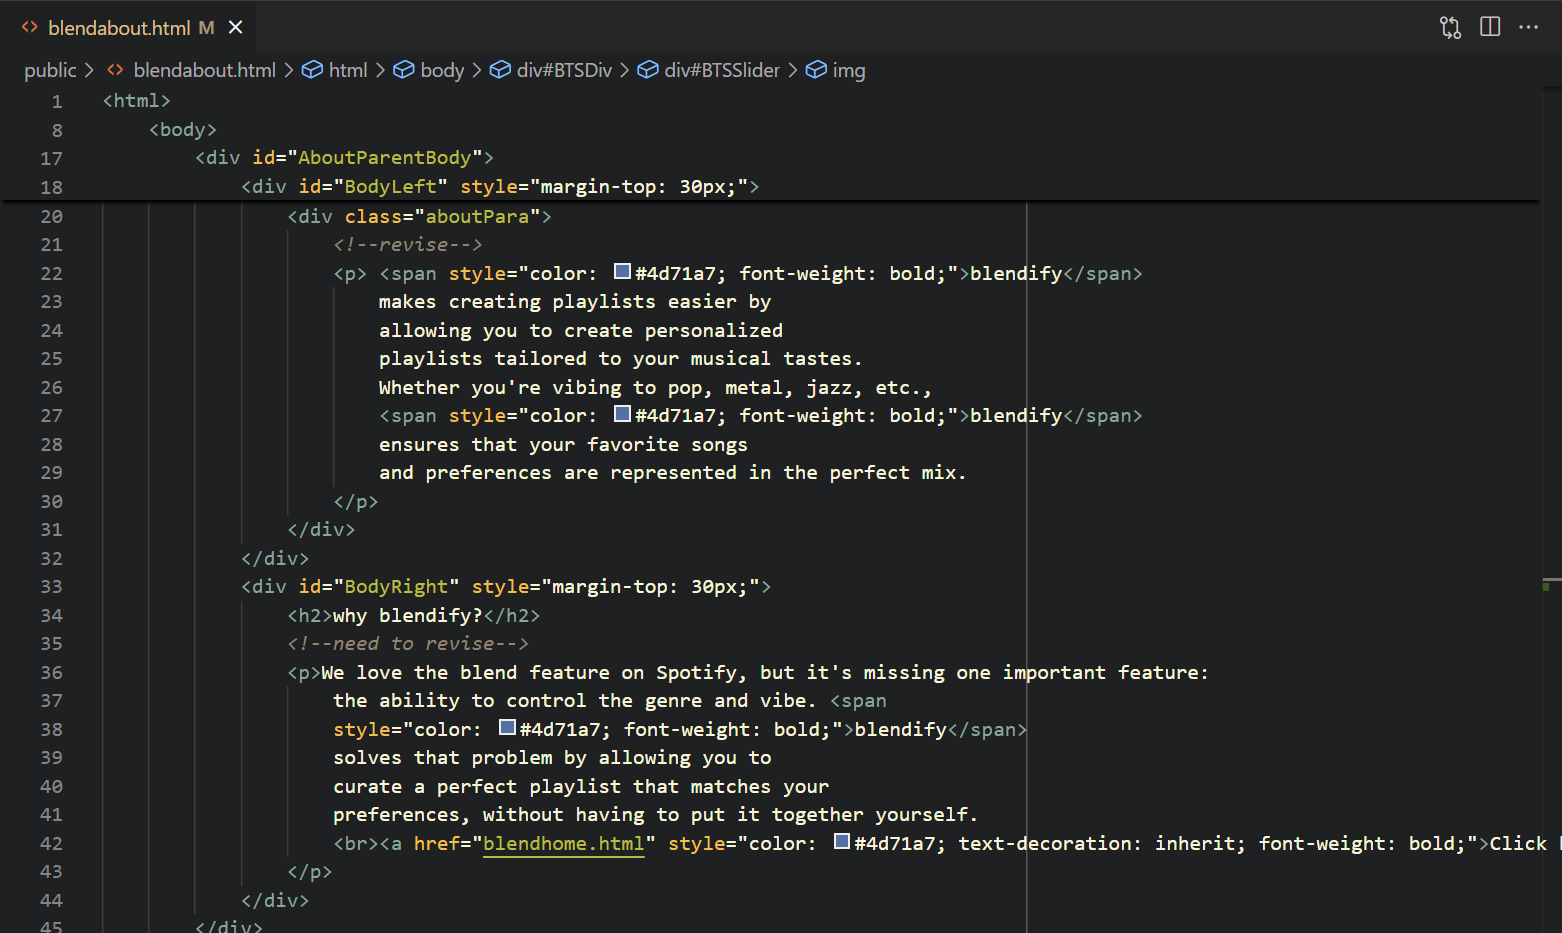 blendabout.html M
public > blendabout.html > html > body > div#BTSDiv > div#BTSSlider > img
1 <html>
8 <body>
17 <div id="AboutParentBody">
18 <div id="BodyLeft" style="margin-top: 30px;">
20 <div class="aboutPara">
21 <!--revise-->
22 <p> <span style="color: #4d71a7; font-weight: bold;">blendify</span>
23 makes creating playlists easier by
24 allowing you to create personalized
25 playlists tailored to your musical tastes.
26 Whether you're vibing to pop, metal, jazz, etc.,
27 <span style="color: #4d71a7; font-weight: bold;">blendify</span>
28 ensures that your favorite songs
29 and preferences are represented in the perfect mix.
30 </p>
31 </div>
32 </div>
33 <div id="BodyRight" style="margin-top: 30px;">
34 <h2>why blendify?</h2>
35 <!--need to revise-->
36 <p>We love the blend feature on Spotify, but it's missing one important feature:
37 the ability to control the genre and vibe. <span
38 style="color: #4d71a7; font-weight: bold;">blendify</span>
39 solves that problem by allowing you to
40 curate a perfect playlist that matches your
41 preferences, without having to put it together yourself.
42 <br><a href="blendhome.html" style="color: #4d71a7; text-decoration: inherit; font-weight: bold;">Click
43 </p>
44 </div>
45 </div>